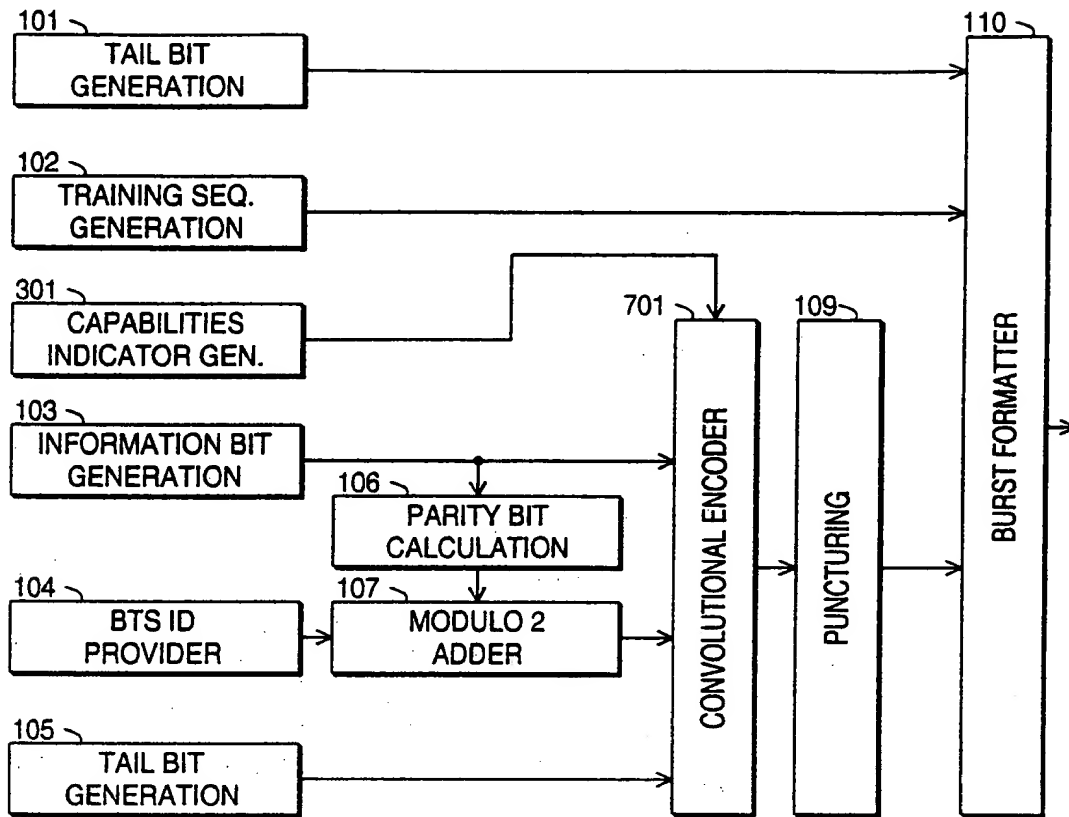 101
TAIL BIT
GENERATION
110
102
TRAINING SEQ.
GENERATION
301
CAPABILITIES
INDICATOR GEN.
701
109
103
INFORMATION BIT
GENERATION
106
PARITY BIT
CALCULATION
104
BTS ID
PROVIDER
107
MODULO 2
ADDER
105
TAIL BIT
GENERATION
CONVOLUTIONAL ENCODER
PUNCTURING
BURST FORMATTER